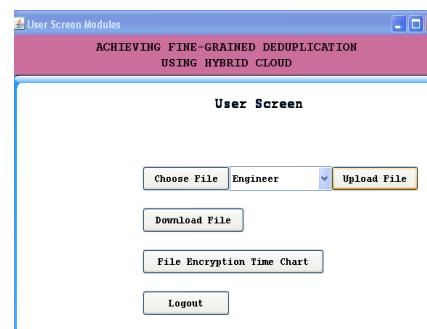 User Screen Modules
ACHIEVING FINE-GRAINED DEDUPLICATION
USING HYBRID CLOUD
User Screen
Choose File Engineer Upload File
Download File
File Encryption Time Chart
Logout